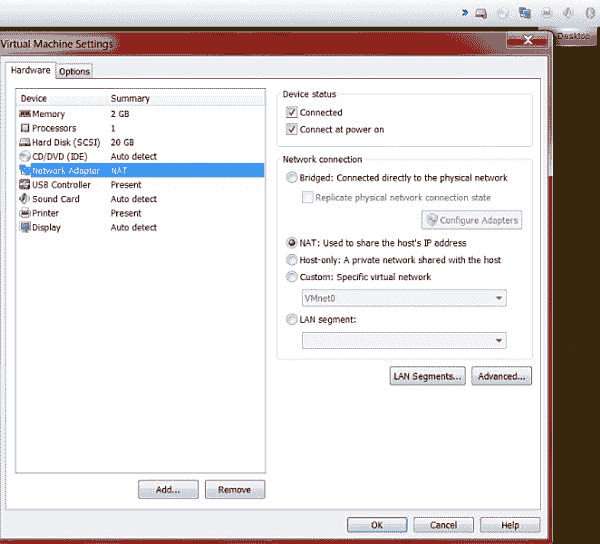 Desktop
Virtual Machine Settings
Hardware Options
Device Summary
Memory 2 GB
Processors 1
Hard Disk (SCSI) 20 GB
CD/DVD (IDE) Auto detect
Network Adapter NAT
USB Controller Present
Sound Card Auto detect
Printer Present
Display Auto detect
Add... Remove
Device status
Connected
Connect at power on
Network connection
Bridged: Connected directly to the physical network
Replicate physical network connection state
Configure Adapters
NAT: Used to share the host's IP address
Host-only: A private network shared with the host
Custom: Specific virtual network
VMnet0
LAN segment:
LAN Segments... Advanced...
OK Cancel Help